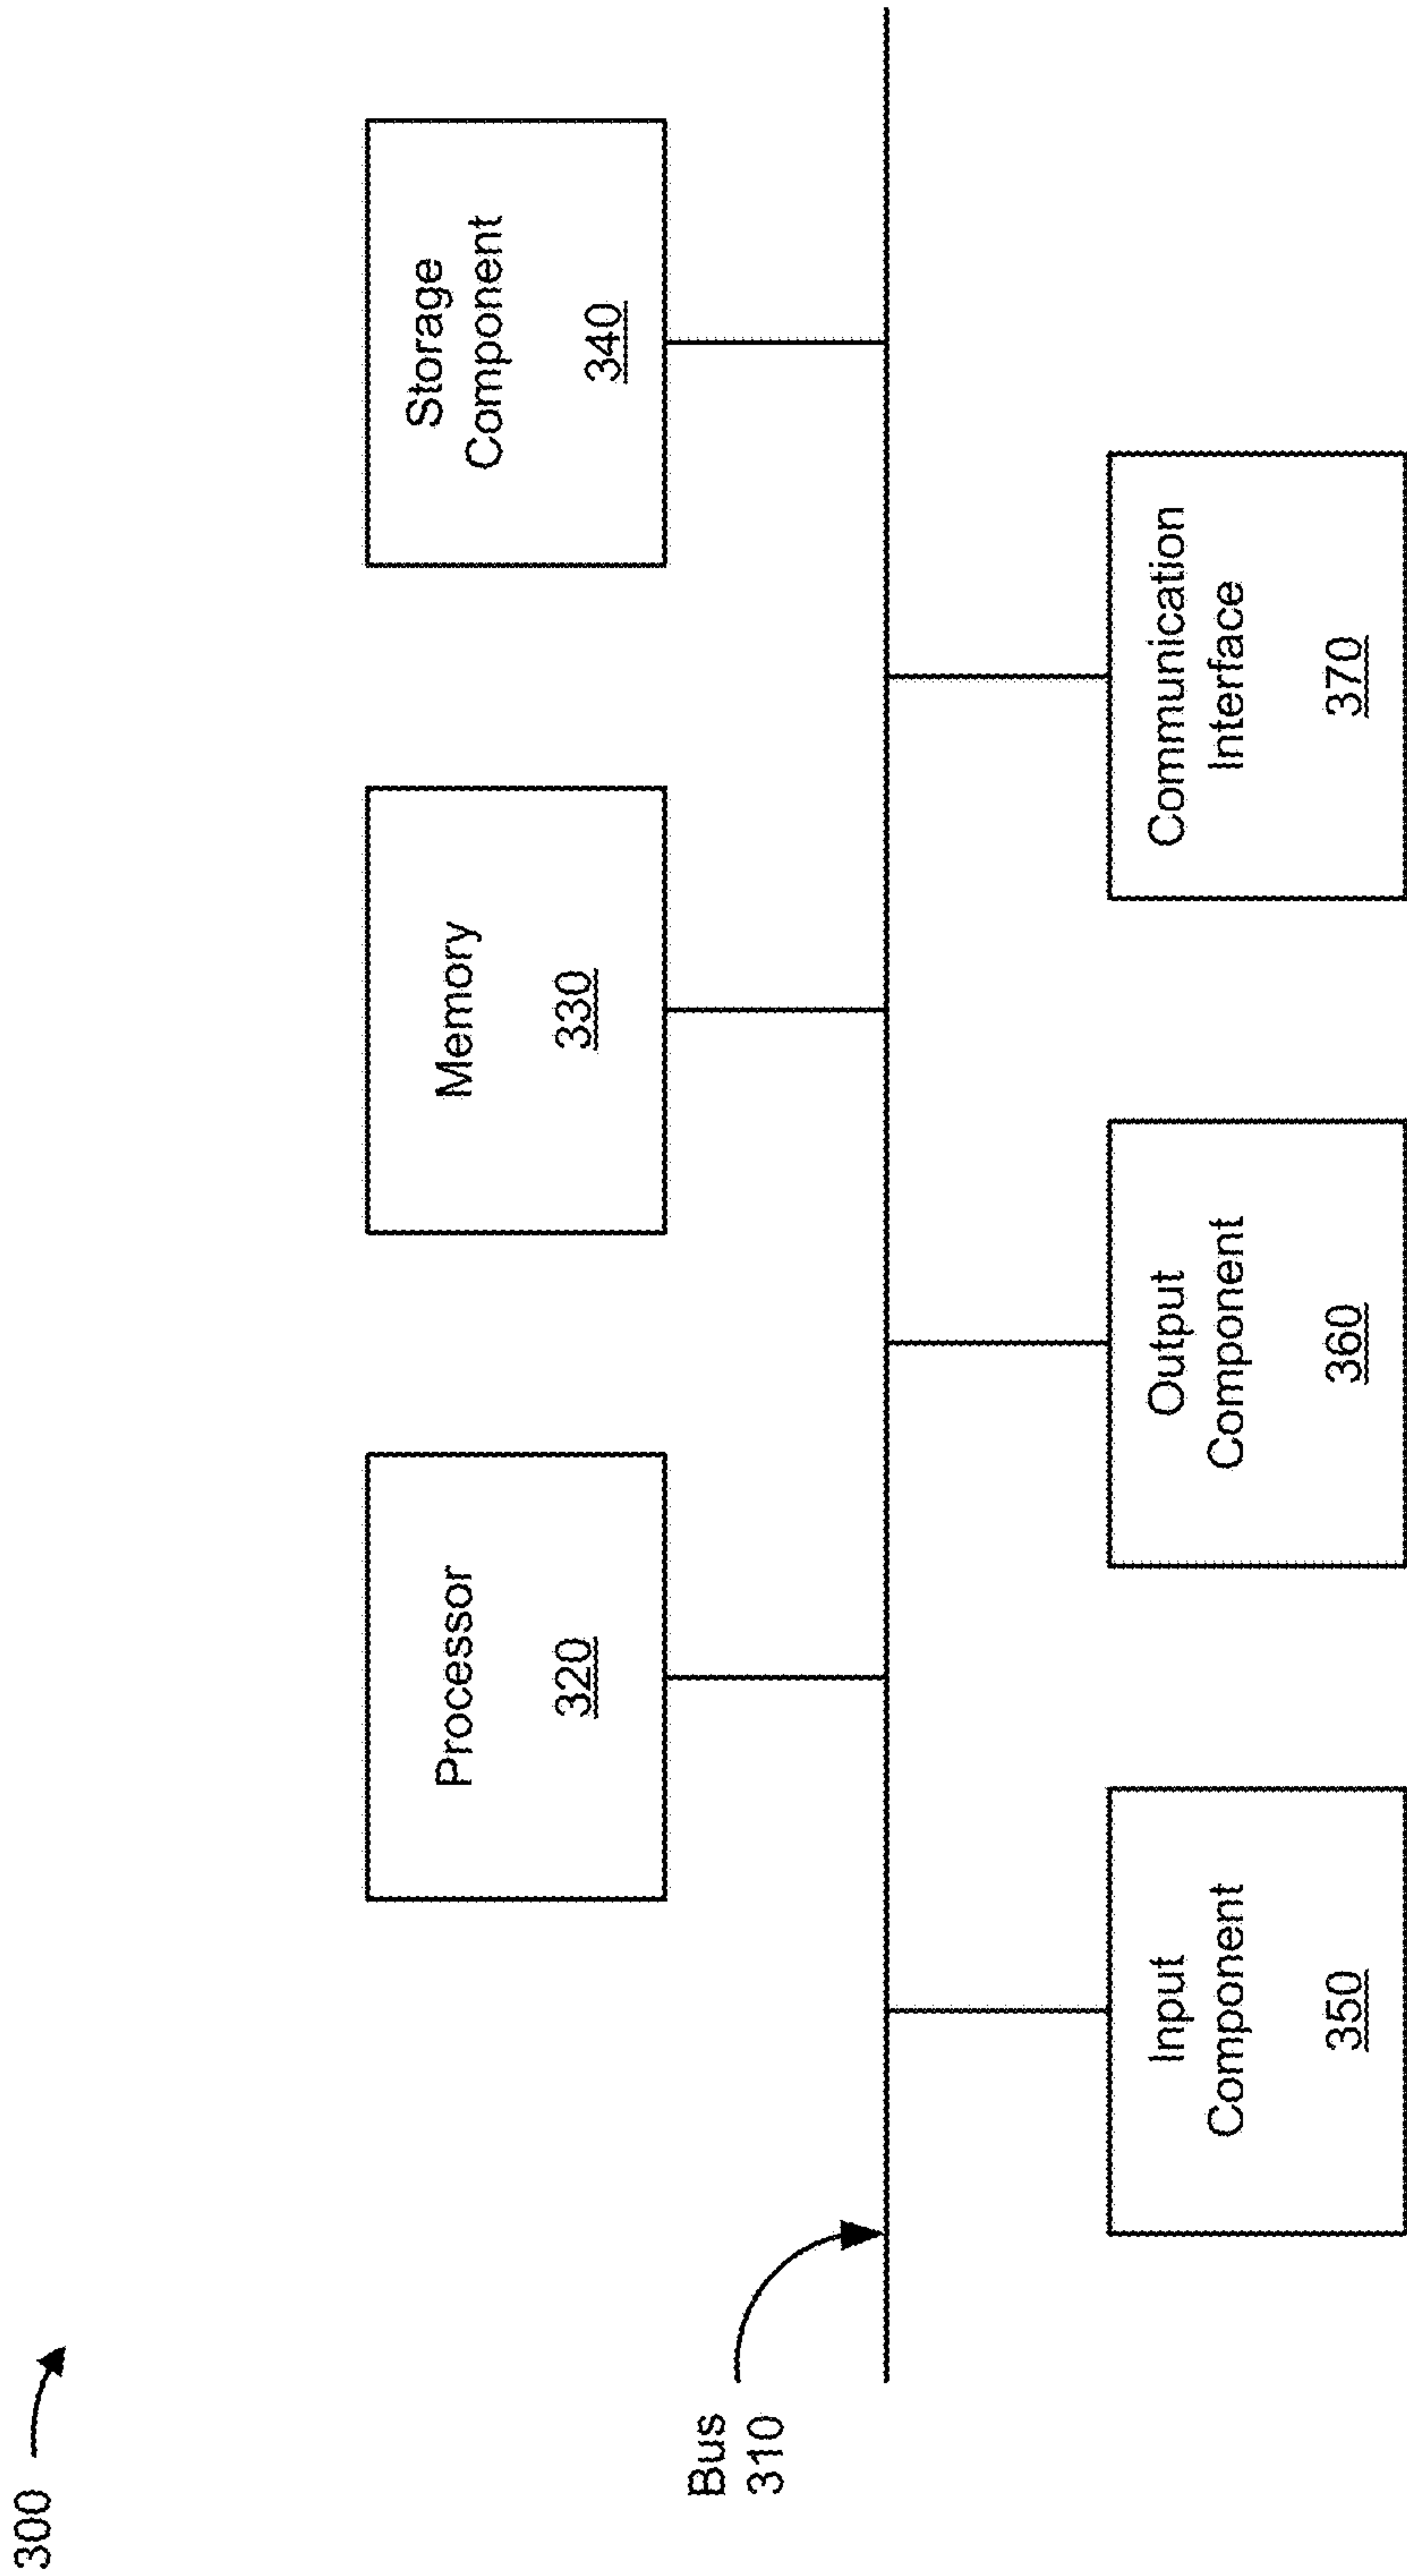 300
Processor
320
Memory
330
Storage
Component
340
Bus
310
Input
Component
350
Output
Component
360
Communication
Interface
370